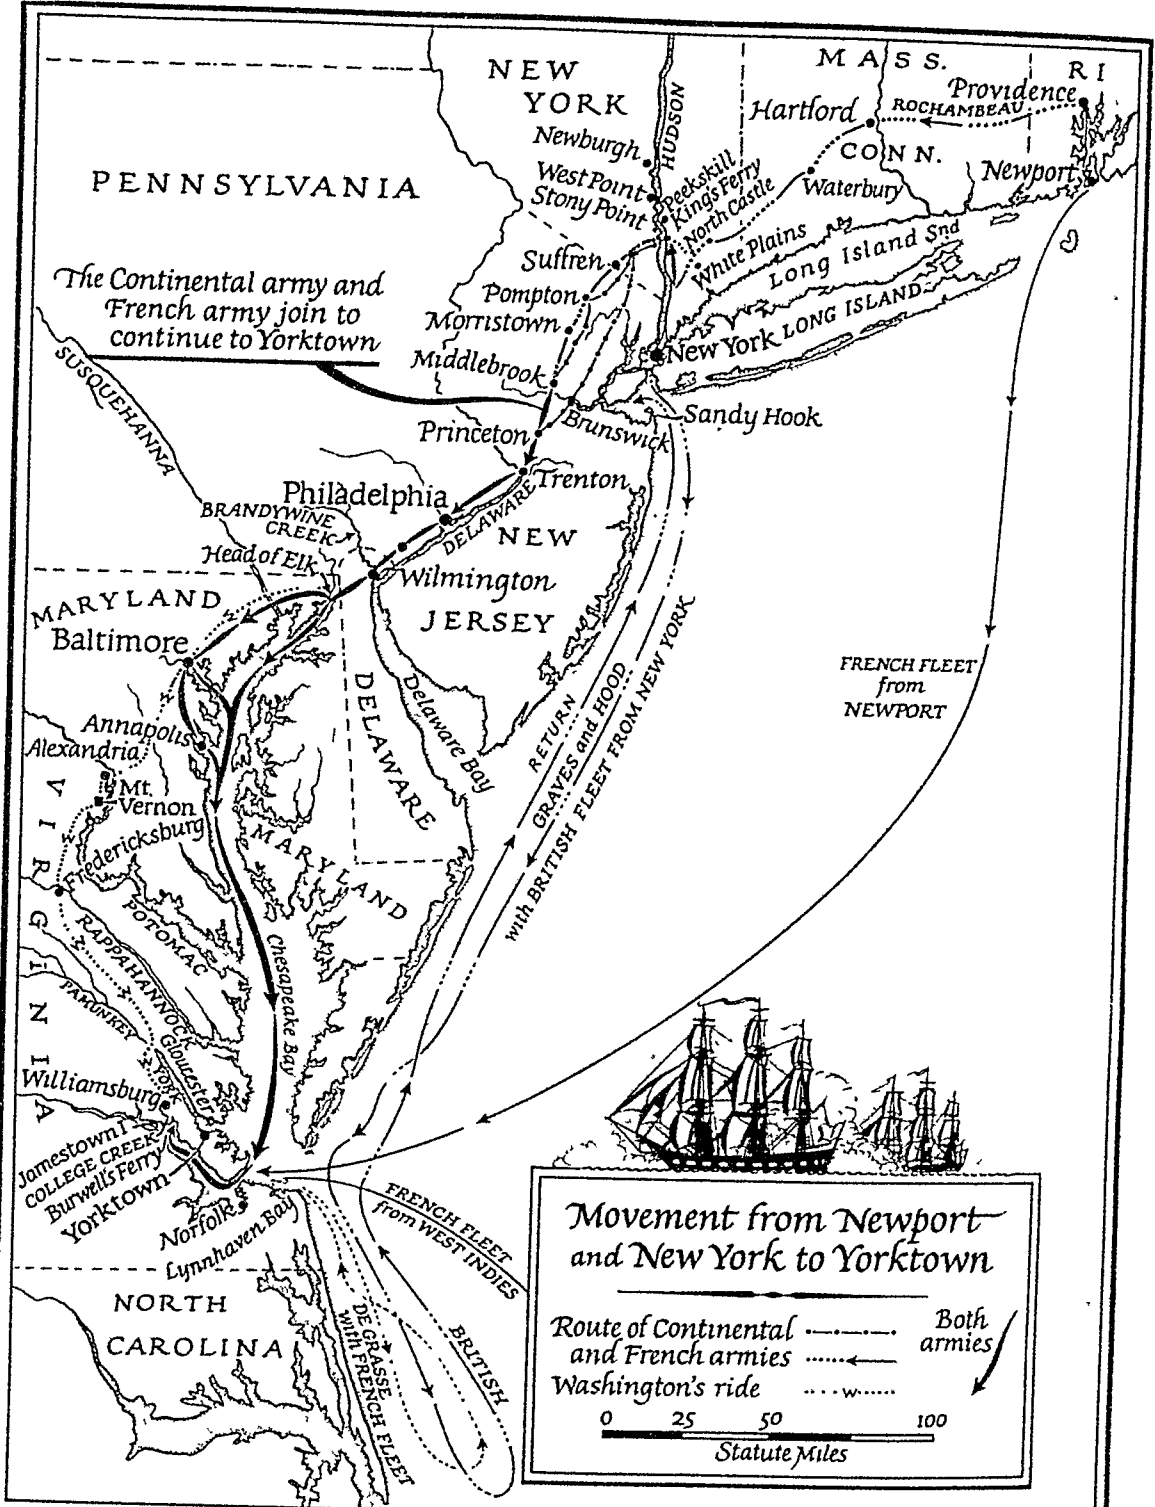 NEW
YORK
MASS.
RI
Providence
ROCHAMBEAU
Hartford
CONN.
Newburgh
HUDSON
West Point
Stony Point
Peekskill
King's Ferry
North Castle
Waterbury
Newport
PENNSYLVANIA
White Plains
Long Island Snd
LONG ISLAND
Suffren
Pompton
Morristown
Middlebrook
New York
The Continental army and
French army join to
continue to Yorktown
SUSQUEHANNA
Brunswick
Sandy Hook
Princeton
Trenton
Philadelphia
DELAWARE
BRANDYWINE
CREEK
NEW
JERSEY
Head of Elk
Wilmington
MARYLAND
W
Baltimore
W
DELAWARE
Delaware Bay
FRENCH FLEET
from
NEWPORT
RETURN
GRAVES and HOOD
with BRITISH FLEET FROM NEW YORK
Annapolis
Alexandria
Mt.
Vernon
VIRGINIA
W
Fredericksburg
MARYLAND
POTOMAC
RAPPAHANNOCK
W
W
Chesapeake Bay
PAMUNKEY
Gloucester
YORK
W
Williamsburg
Jamestown I
COLLEGE CREEK
Burwell's Ferry
Yorktown
Norfolk
Lynnhaven Bay
FRENCH FLEET
from WEST INDIES
NORTH
CAROLINA
DE GRASSE
with FRENCH FLEET
BRITISH
Movement from Newport
and New York to Yorktown
Route of Continental
and French armies
Both
armies
Washington's ride
W
0 25 50 100
Statute Miles